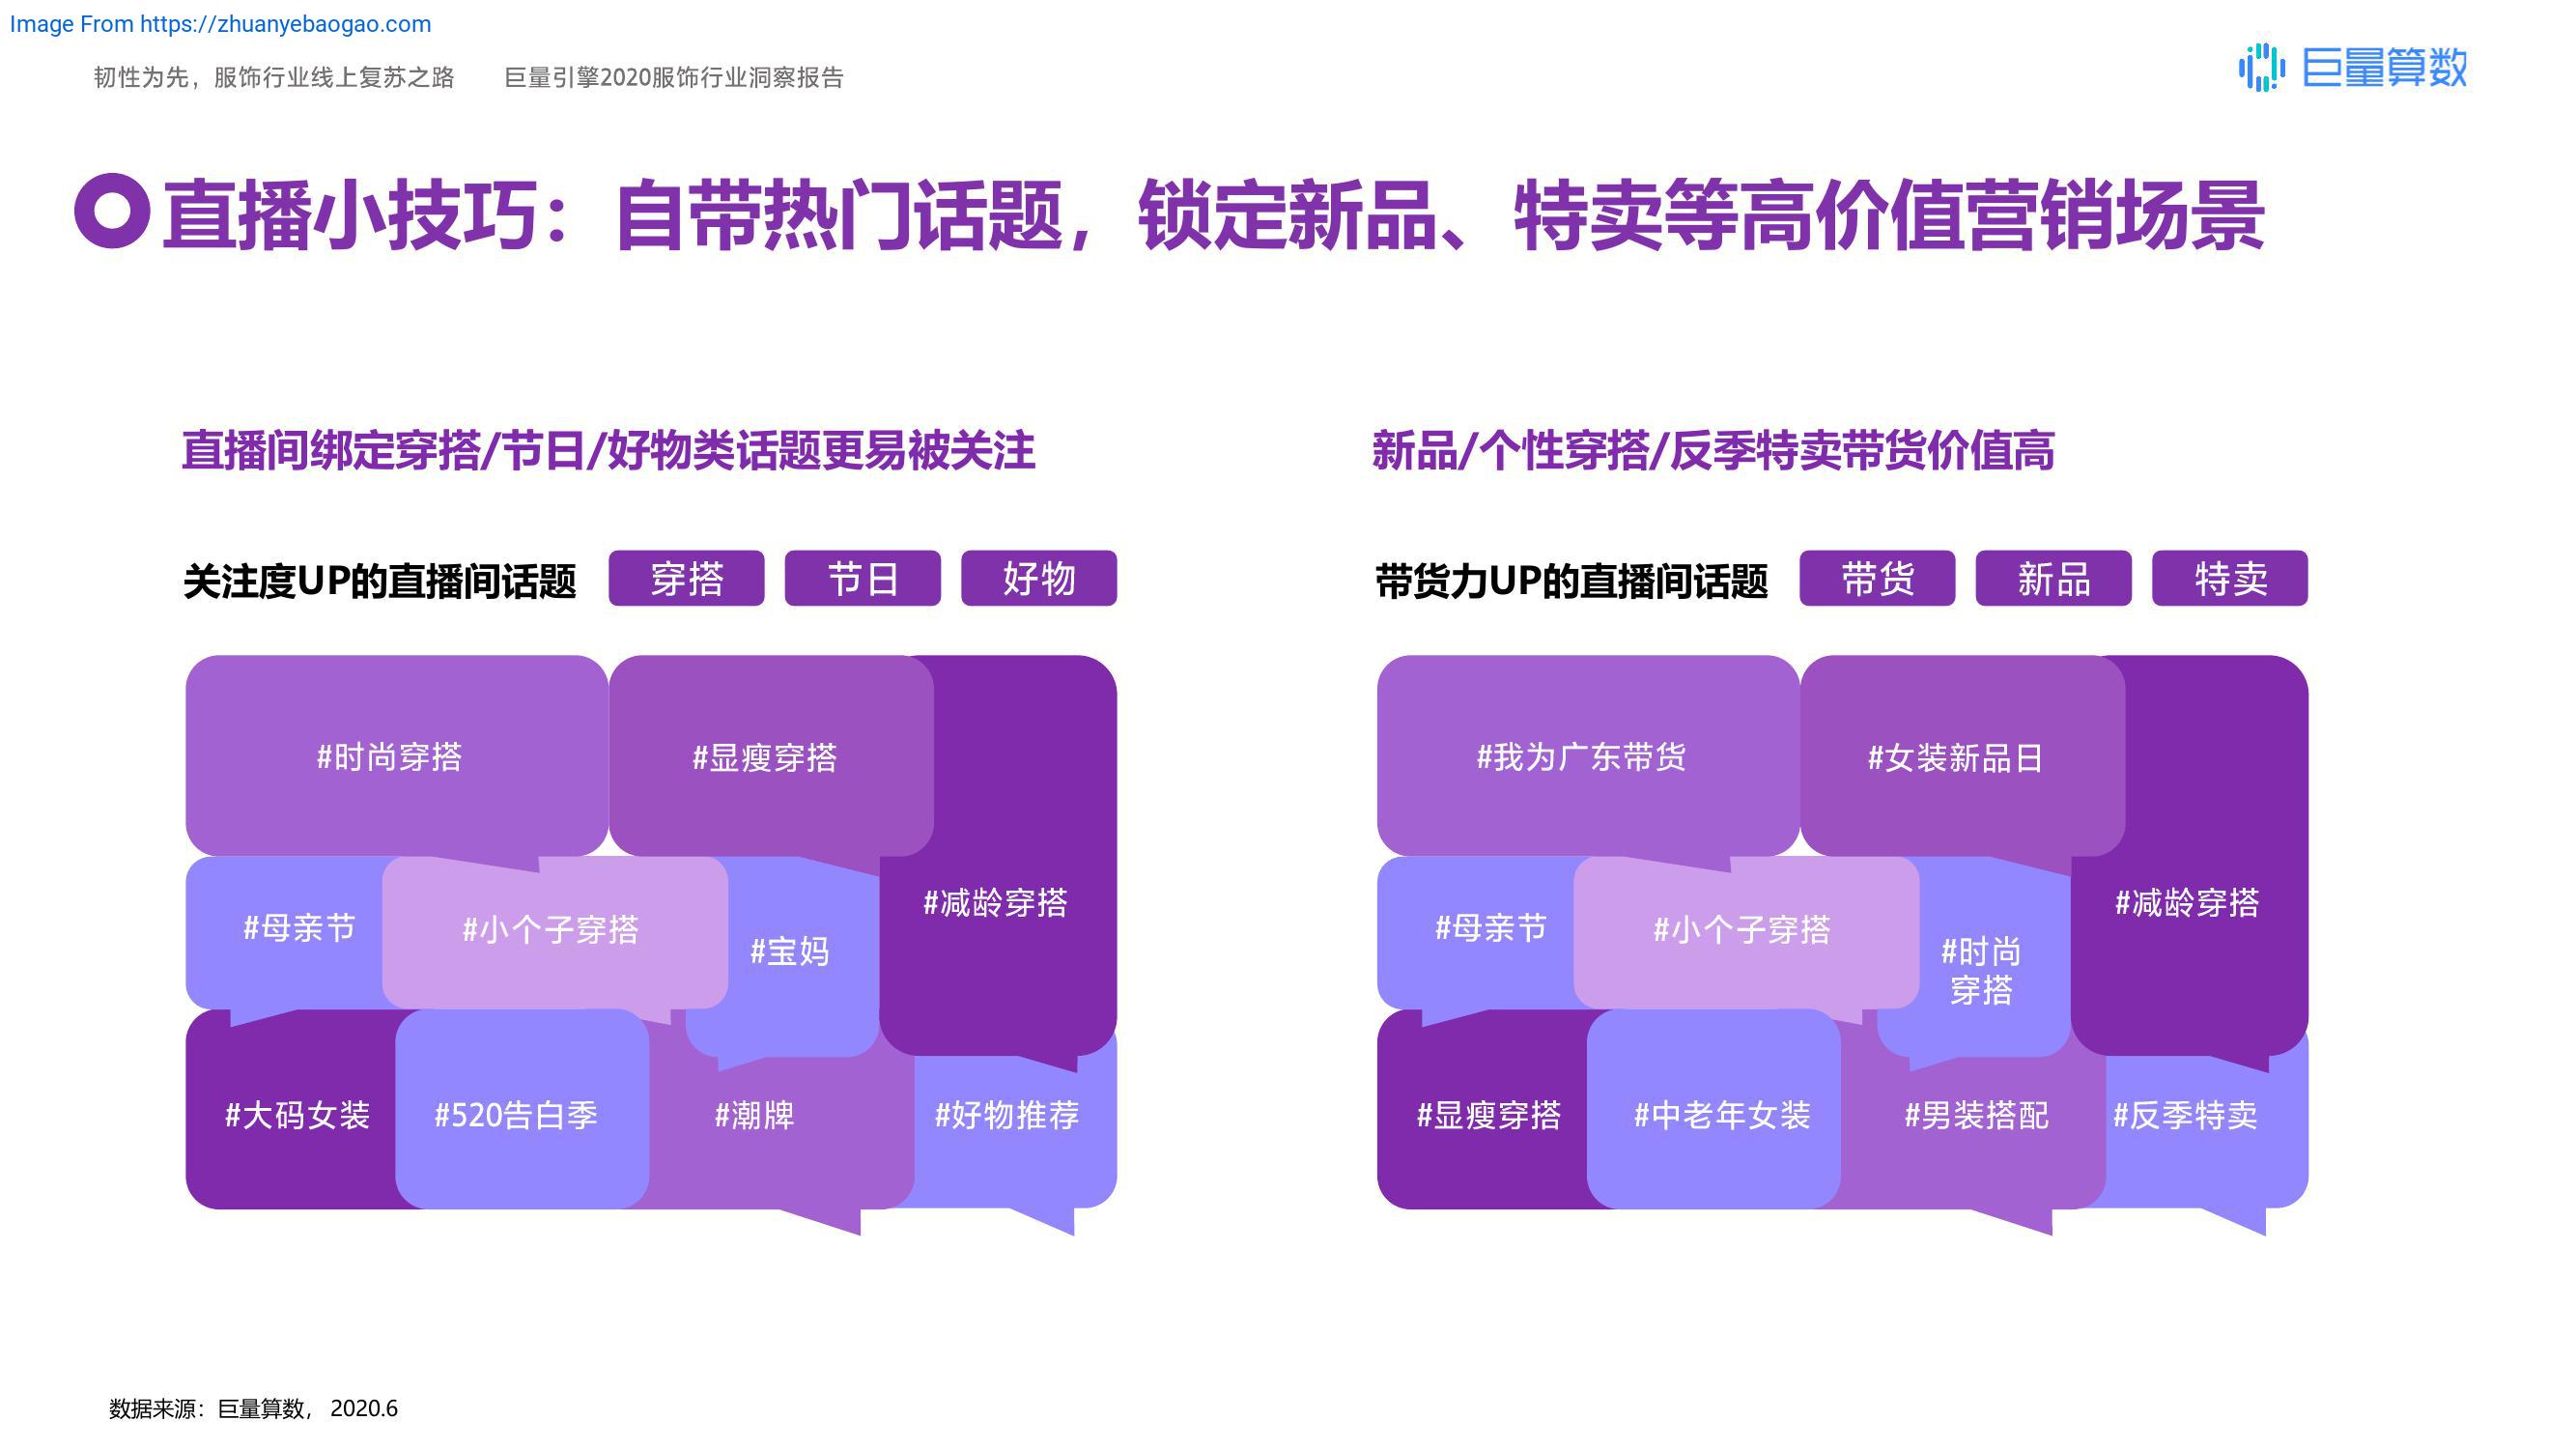 Image From https://zhuanyebaogao.com
韧性为先，服饰行业线上复苏之路 巨量引擎2020服饰行业洞察报告
巨量算数
直播小技巧：自带热门话题，锁定新品、特卖等高价值营销场景
直播间绑定穿搭/节日/好物类话题更易被关注
关注度UP的直播间话题 穿搭 节日 好物
#时尚穿搭
#显瘦穿搭
#减龄穿搭
#母亲节
#小个子穿搭
#宝妈
#大码女装
#520告白季
#潮牌
#好物推荐
新品/个性穿搭/反季特卖带货价值高
带货力UP的直播间话题 带货 新品 特卖
#我为广东带货
#女装新品日
#减龄穿搭
#母亲节
#小个子穿搭
#时尚
穿搭
#显瘦穿搭
#中老年女装
#男装搭配
#反季特卖
数据来源：巨量算数， 2020.6